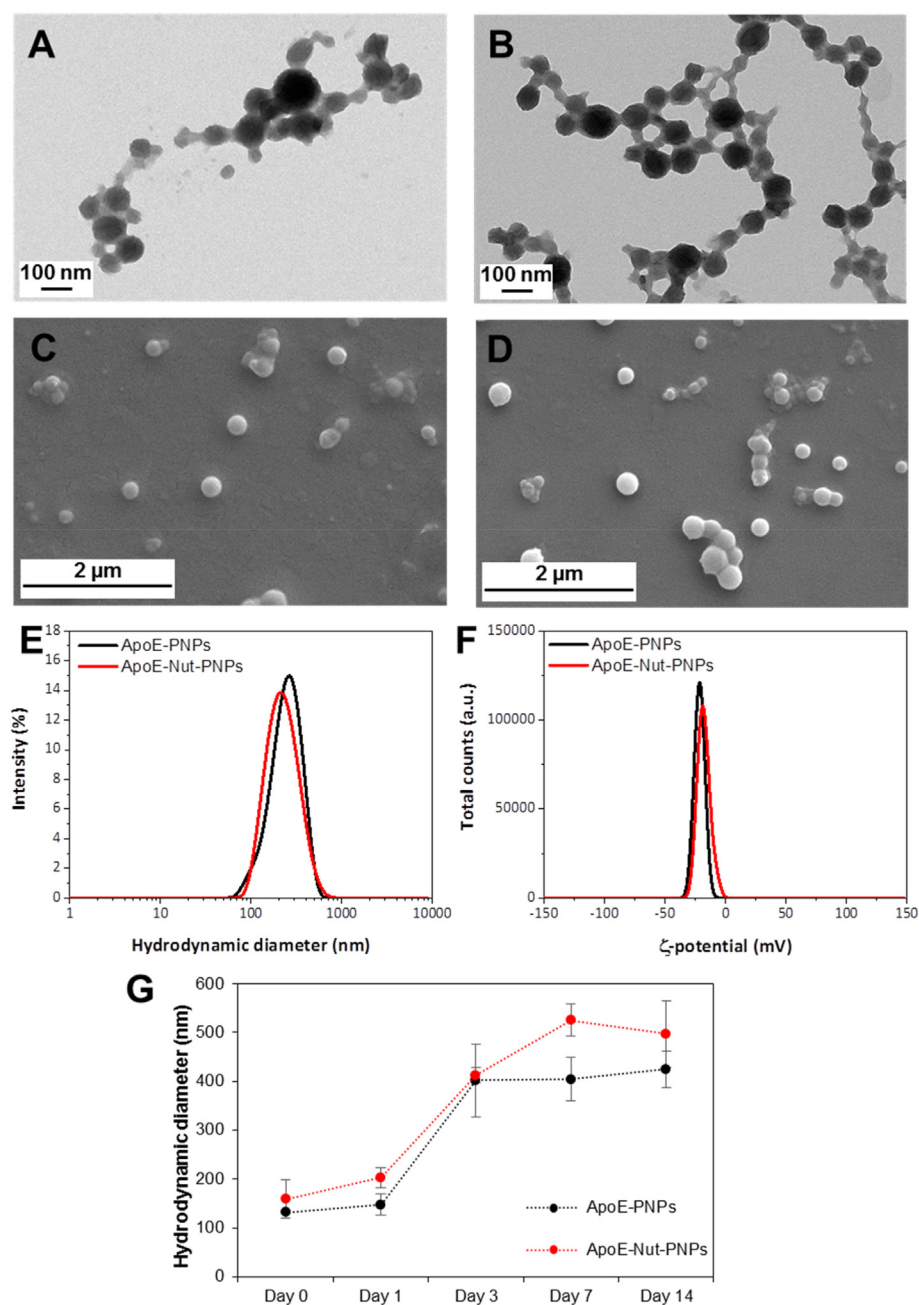 A
100 nm
B
100 nm
C
2 µm
D
2 µm
E
18
16
14
12
10
8
6
4
2
0
Intensity (%)
ApoE-PNPs
ApoE-Nut-PNPs
1
10
100
1000
10000
Hydrodynamic diameter (nm)
F
150000
100000
50000
0
Total counts (a.u.)
ApoE-PNPs
ApoE-Nut-PNPs
-150
-100
-50
0
50
100
150
ζ-potential (mV)
G
600
500
400
300
200
100
0
Hydrodynamic diameter (nm)
ApoE-PNPs
ApoE-Nut-PNPs
Day 0
Day 1
Day 3
Day 7
Day 14